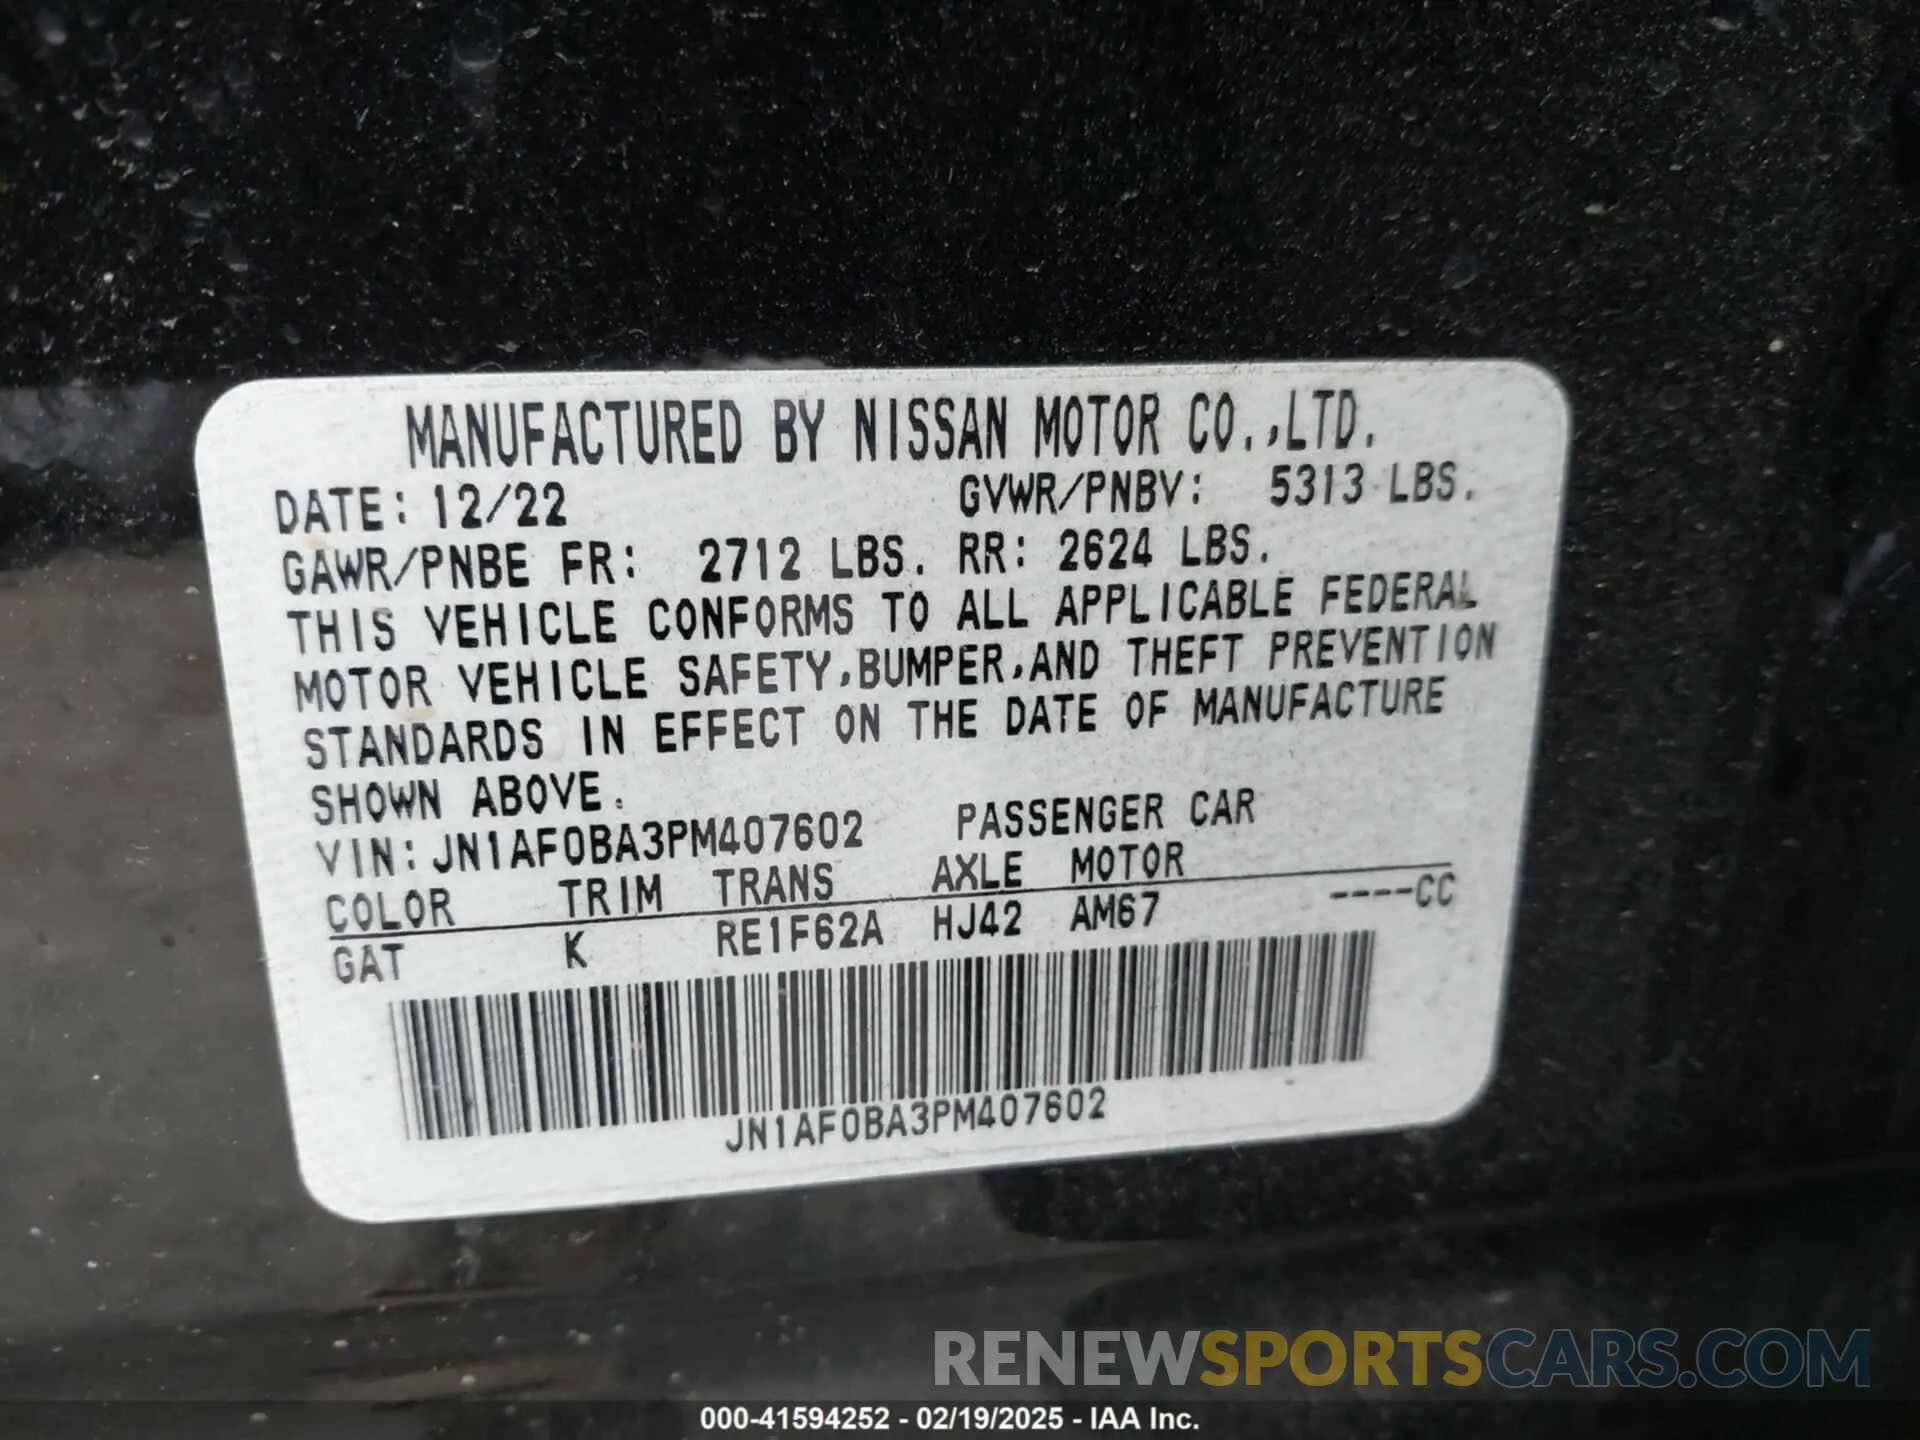 MANUFACTURED BY NISSAN MOTOR CO.,LTD.
DATE: 12/22 GVWR/PNBV: 5313 LBS.
GAWR/PNBE FR: 2712 LBS. RR: 2624 LBS.
THIS VEHICLE CONFORMS TO ALL APPLICABLE FEDERAL
MOTOR VEHICLE SAFETY,BUMPER,AND THEFT PREVENTION
STANDARDS IN EFFECT ON THE DATE OF MANUFACTURE
SHOWN ABOVE.
VIN: JN1AF0BA3PM407602 PASSENGER CAR
COLOR TRIM TRANS AXLE MOTOR
GAT K RE1F62A HJ42 AM67 ----CC
JN1AF0BA3PM407602
RENEWSPORTSCARS.COM
000-41594252 - 02/19/2025 - IAA Inc.